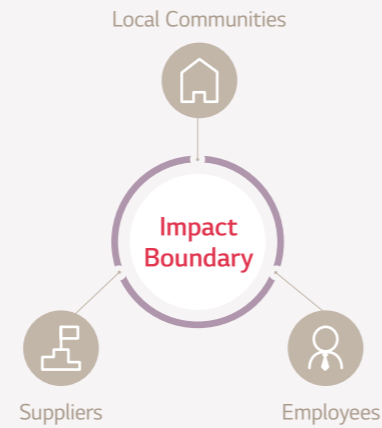 Local Communities
Impact
Boundary
Suppliers
Employees